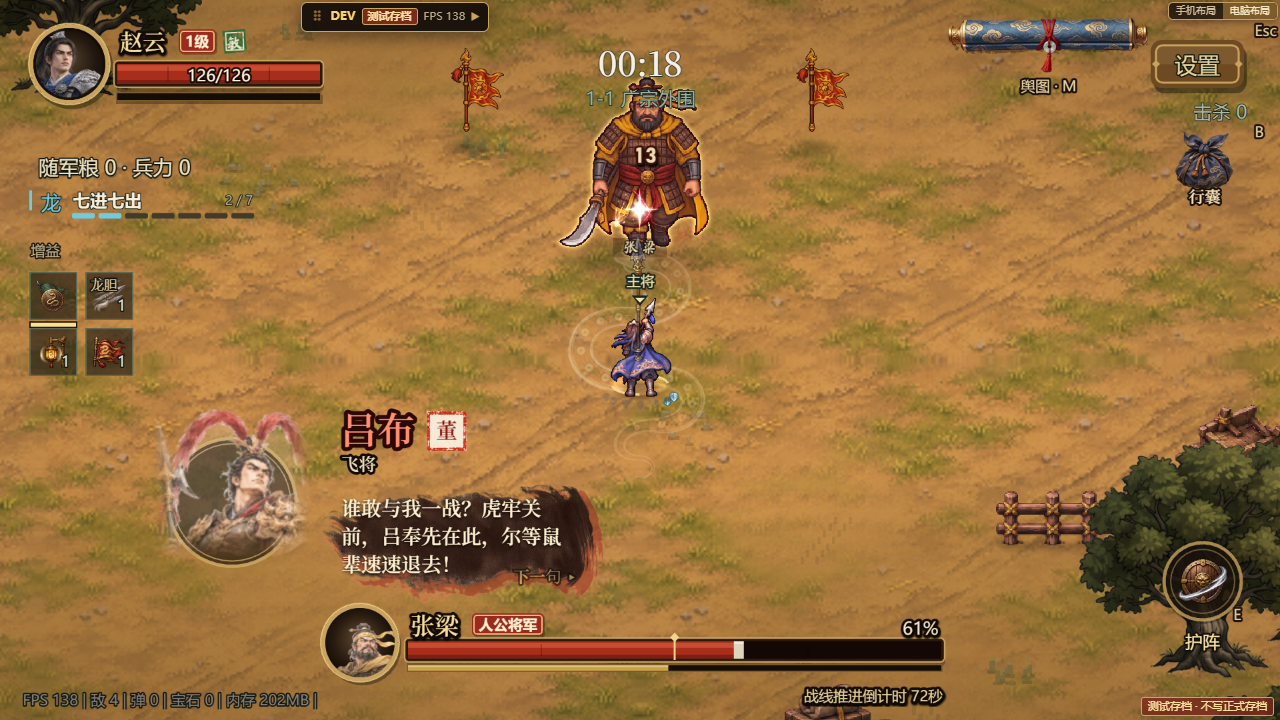 DEV 测试存档 FPS 138 ▶
手机布局 电脑布局
Esc
赵云 1级
126/126
00:18
1-1 广宗外围
设置
舆图·M
击杀 0
B
行囊
随军粮 0·兵力 0
龙 七进七出 2/7
增益
龙胆
1
1
1
13
张梁
主将
吕布 董
飞将
谁敢与我一战？虎牢关
前，吕奉先在此，尔等鼠
辈速速退去！
下一句 ▸
E
护阵
张梁 人公将军 61%
战线推进倒计时 72秒
FPS 138 | 敌 4 | 弹 0 | 宝石 0 | 内存 202MB |
测试存档 · 不写正式存档